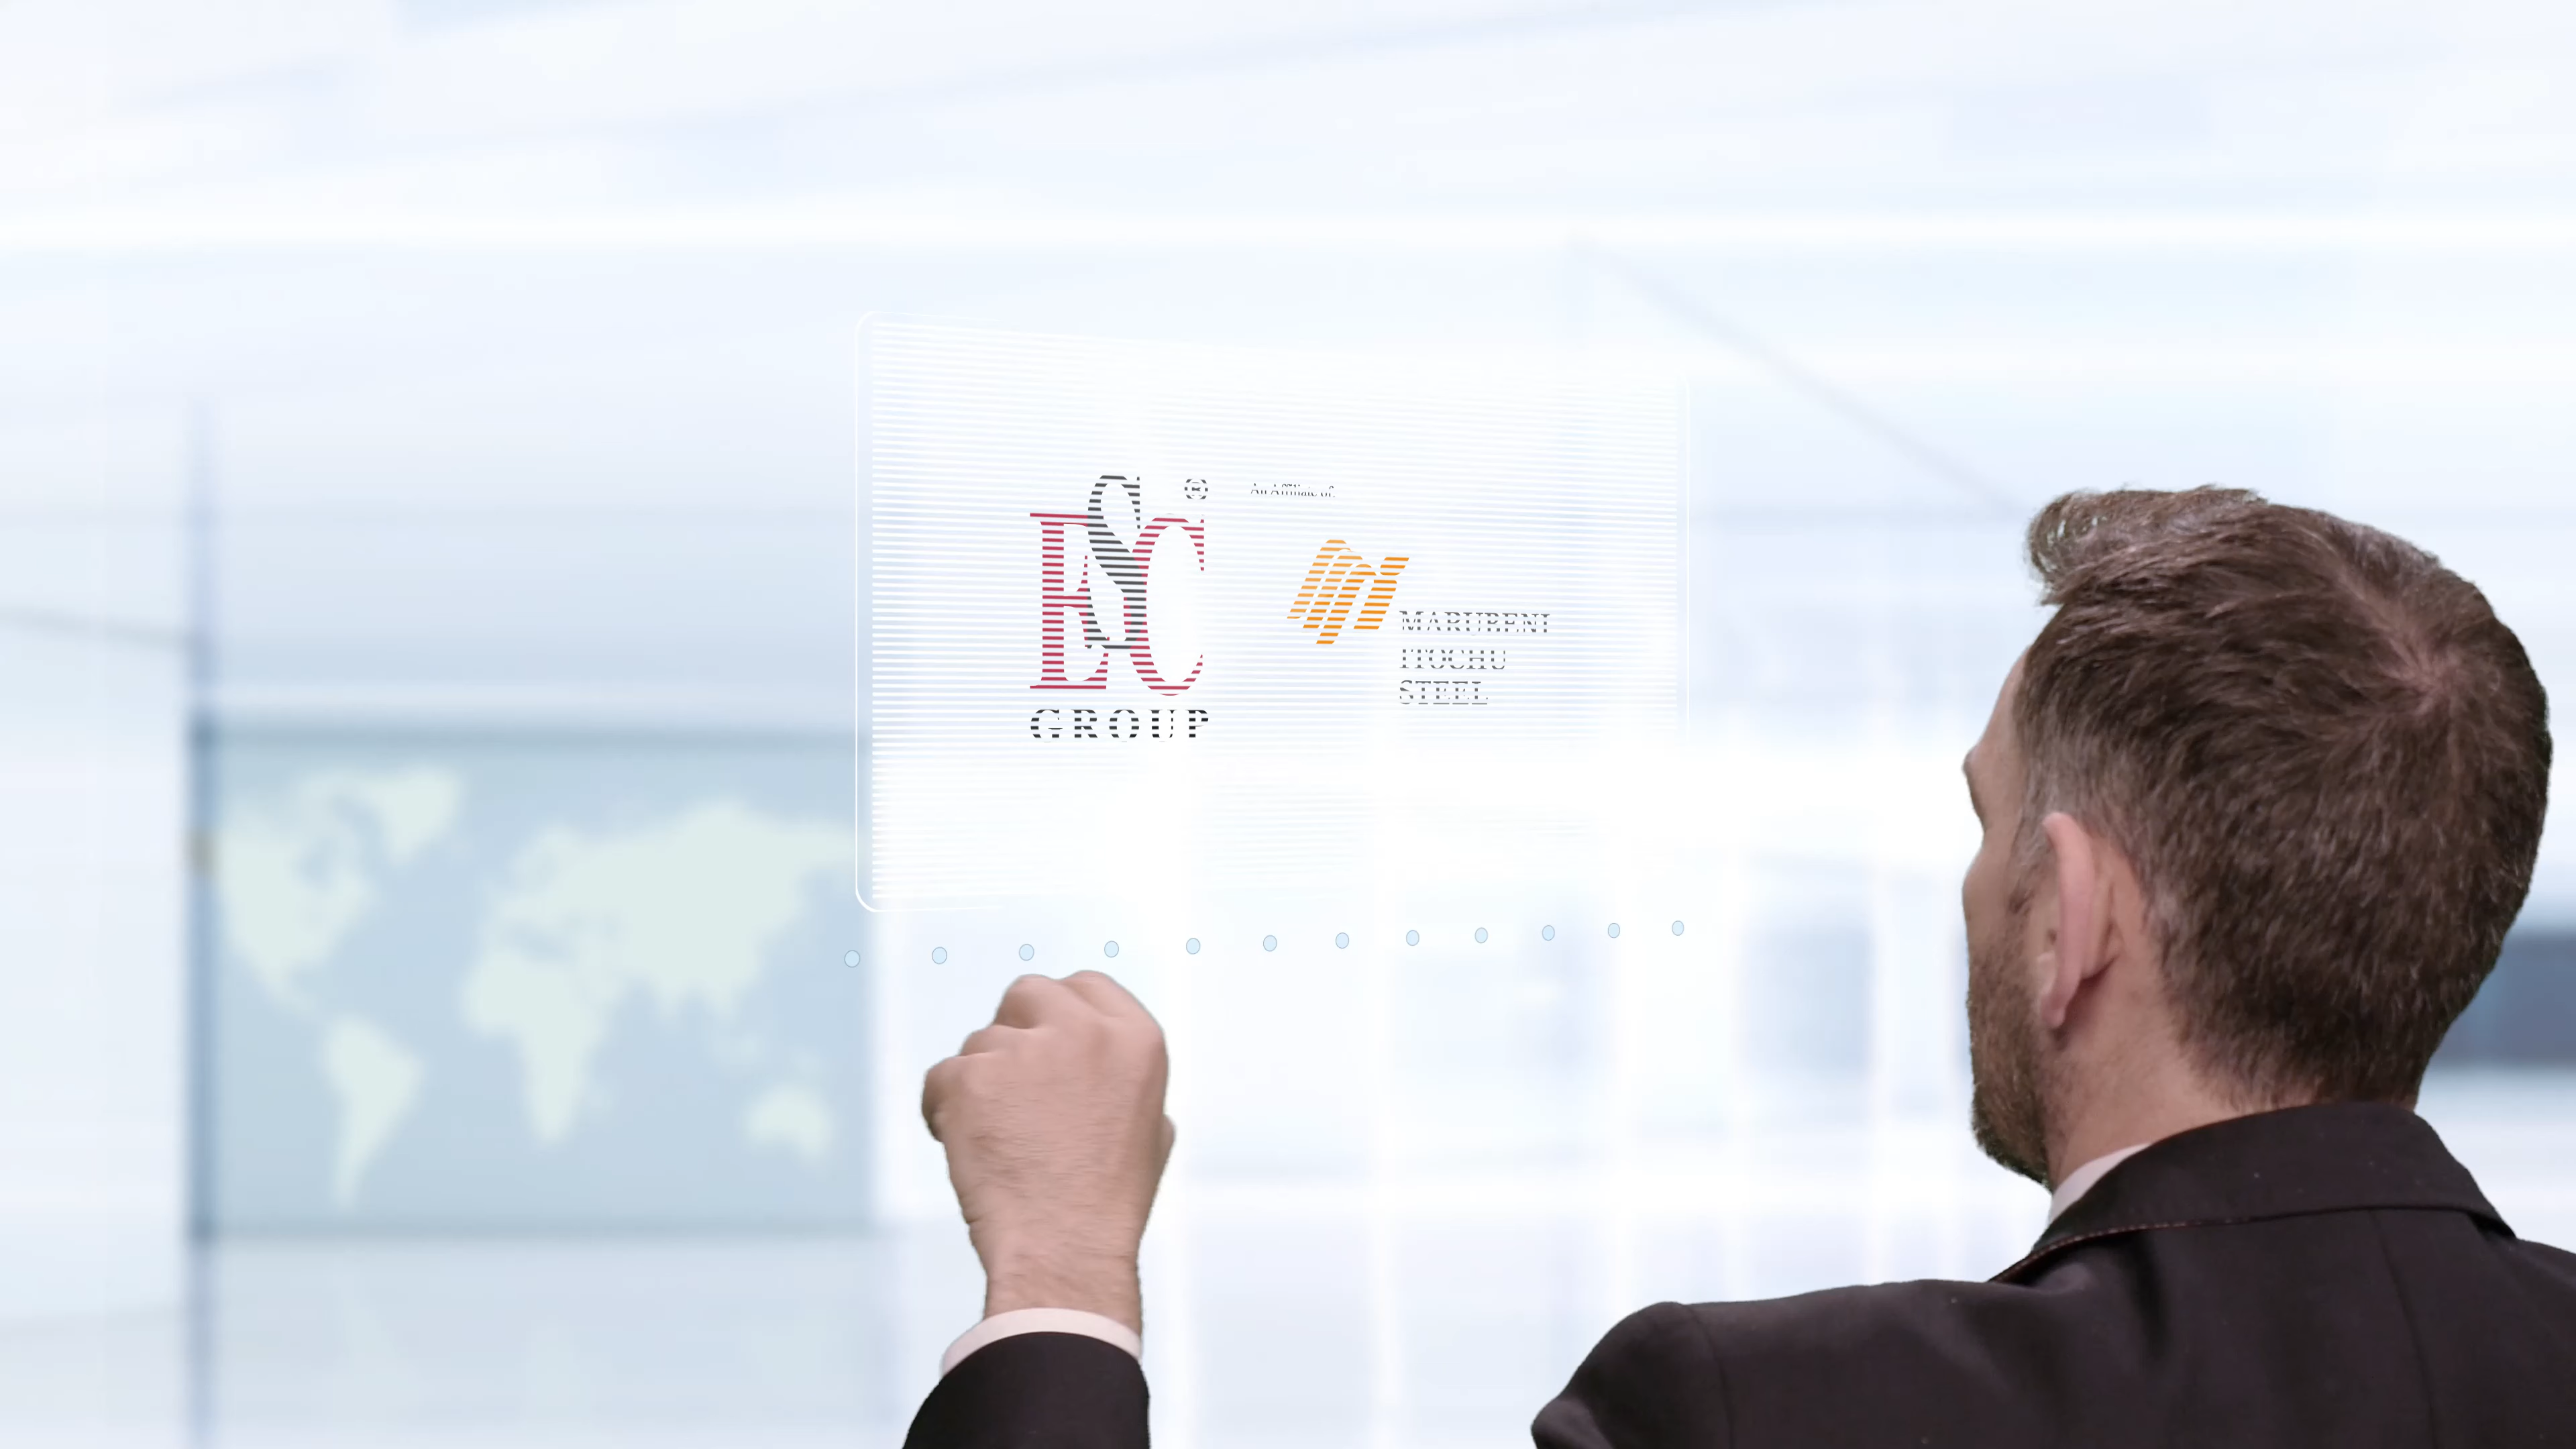 ESC ®
GROUP
An Affiliate of:
MARUBENI
ITOCHU
STEEL